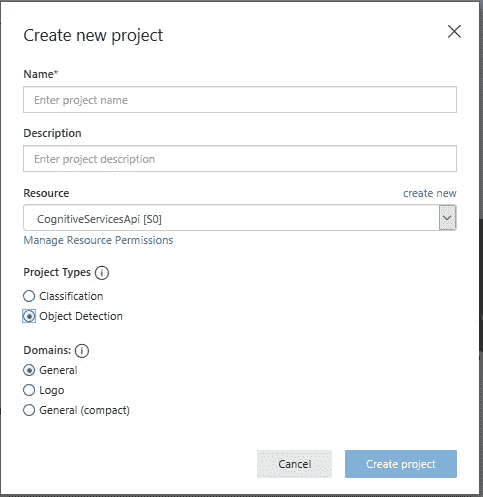 Create new project
Name*
Enter project name
Description
Enter project description
Resource create new
CognitiveServicesApi [S0]
Manage Resource Permissions
Project Types
Classification
Object Detection
Domains:
General
Logo
General (compact)
Cancel Create project